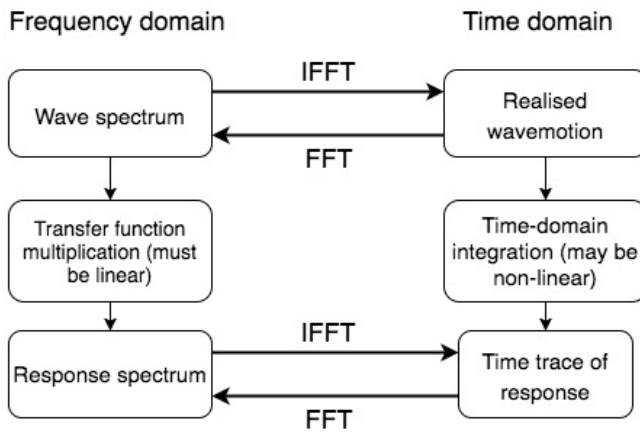 Frequency domain
Time domain
IFFT
Wave spectrum
Realised
wavemotion
FFT
Transfer function
multiplication (must
be linear)
Time-domain
integration (may be
non-linear)
IFFT
Response spectrum
Time trace of
response
FFT